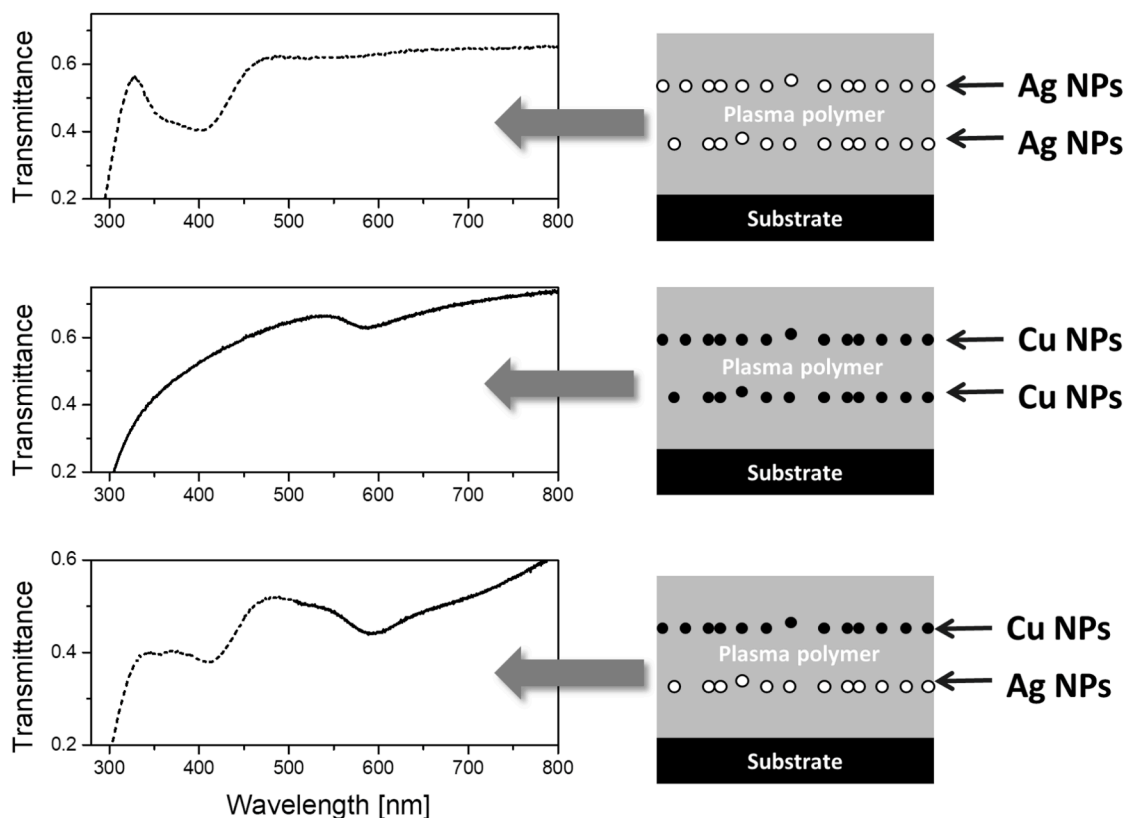 Transmittance
0.6
0.4
0.2
300 400 500 600 700 800
Plasma polymer
Substrate
Ag NPs
Ag NPs
Transmittance
0.6
0.4
0.2
300 400 500 600 700 800
Plasma polymer
Substrate
Cu NPs
Cu NPs
Transmittance
0.6
0.4
0.2
300 400 500 600 700 800
Wavelength [nm]
Plasma polymer
Substrate
Cu NPs
Ag NPs